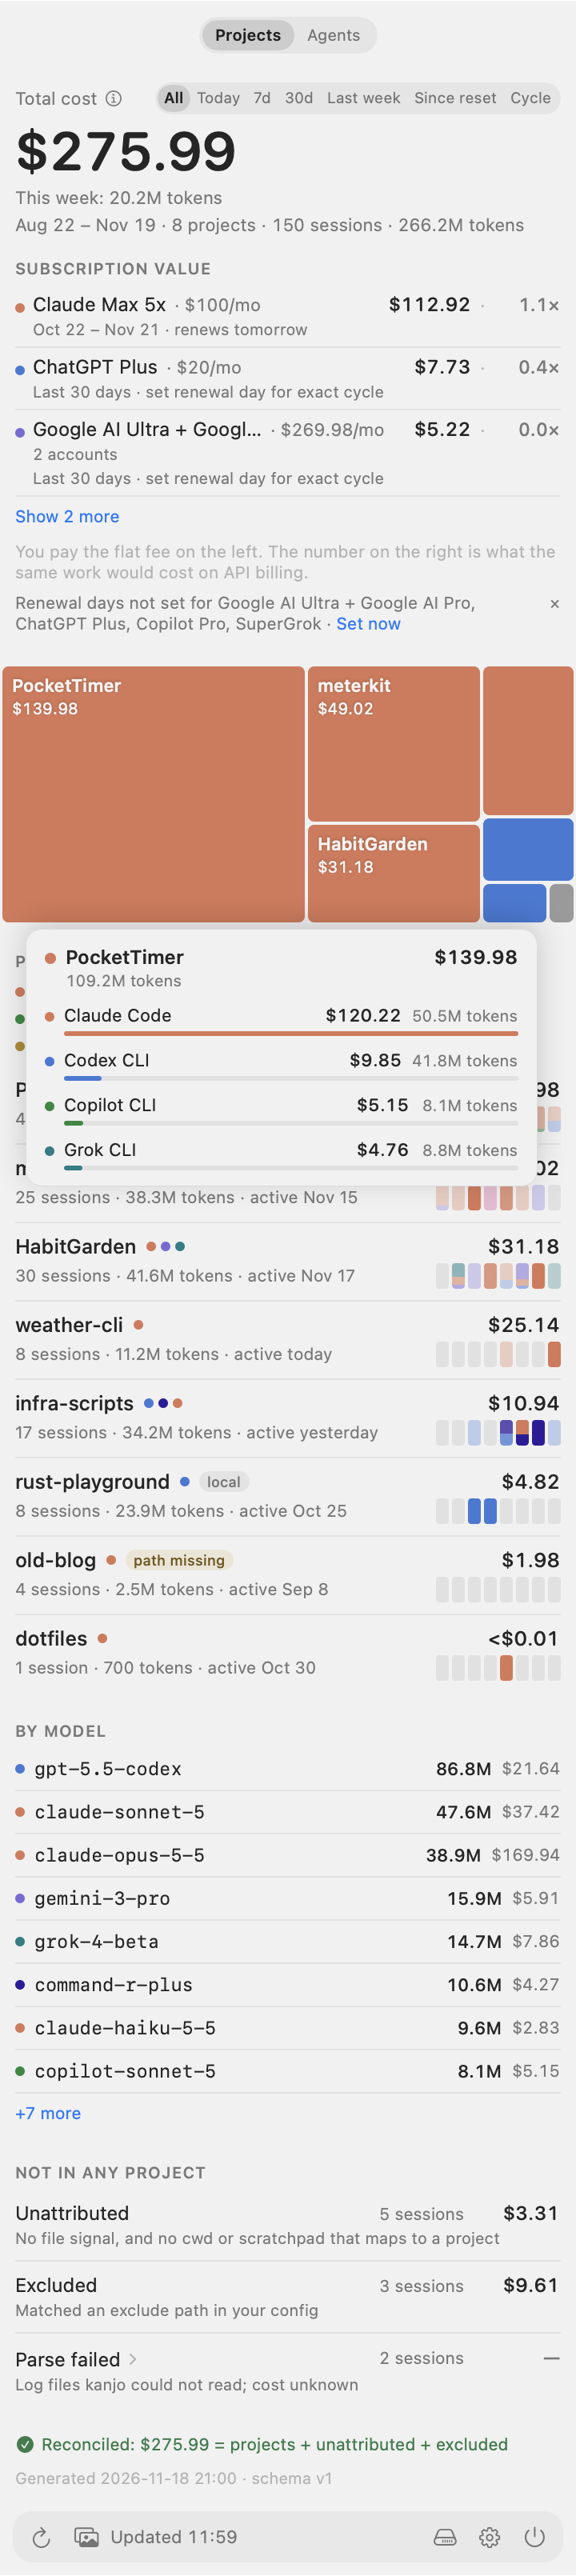 Projects Agents
Total cost All Today 7d 30d Last week Since reset Cycle
$275.99
This week: 20.2M tokens
Aug 22 – Nov 19 · 8 projects · 150 sessions · 266.2M tokens
SUBSCRIPTION VALUE
Claude Max 5x · $100/mo $112.92 · 1.1×
Oct 22 – Nov 21 · renews tomorrow
ChatGPT Plus · $20/mo $7.73 · 0.4×
Last 30 days · set renewal day for exact cycle
Google AI Ultra + Googl... · $269.98/mo $5.22 · 0.0×
2 accounts
Last 30 days · set renewal day for exact cycle
Show 2 more
You pay the flat fee on the left. The number on the right is what the
same work would cost on API billing.
Renewal days not set for Google AI Ultra + Google AI Pro, ×
ChatGPT Plus, Copilot Pro, SuperGrok · Set now
PocketTimer
$139.98
meterkit
$49.02
HabitGarden
$31.18
PocketTimer $139.98
109.2M tokens
Claude Code $120.22 50.5M tokens
Codex CLI $9.85 41.8M tokens
Copilot CLI $5.15 8.1M tokens
Grok CLI $4.76 8.8M tokens
P
P 98
4
m 02
25 sessions · 38.3M tokens · active Nov 15
HabitGarden $31.18
30 sessions · 41.6M tokens · active Nov 17
weather-cli $25.14
8 sessions · 11.2M tokens · active today
infra-scripts $10.94
17 sessions · 34.2M tokens · active yesterday
rust-playground local $4.82
8 sessions · 23.9M tokens · active Oct 25
old-blog path missing $1.98
4 sessions · 2.5M tokens · active Sep 8
dotfiles <$0.01
1 session · 700 tokens · active Oct 30
BY MODEL
gpt-5.5-codex 86.8M $21.64
claude-sonnet-5 47.6M $37.42
claude-opus-5-5 38.9M $169.94
gemini-3-pro 15.9M $5.91
grok-4-beta 14.7M $7.86
command-r-plus 10.6M $4.27
claude-haiku-5-5 9.6M $2.83
copilot-sonnet-5 8.1M $5.15
+7 more
NOT IN ANY PROJECT
Unattributed 5 sessions $3.31
No file signal, and no cwd or scratchpad that maps to a project
Excluded 3 sessions $9.61
Matched an exclude path in your config
Parse failed > 2 sessions —
Log files kanjo could not read; cost unknown
Reconciled: $275.99 = projects + unattributed + excluded
Generated 2026-11-18 21:00 · schema v1
Updated 11:59